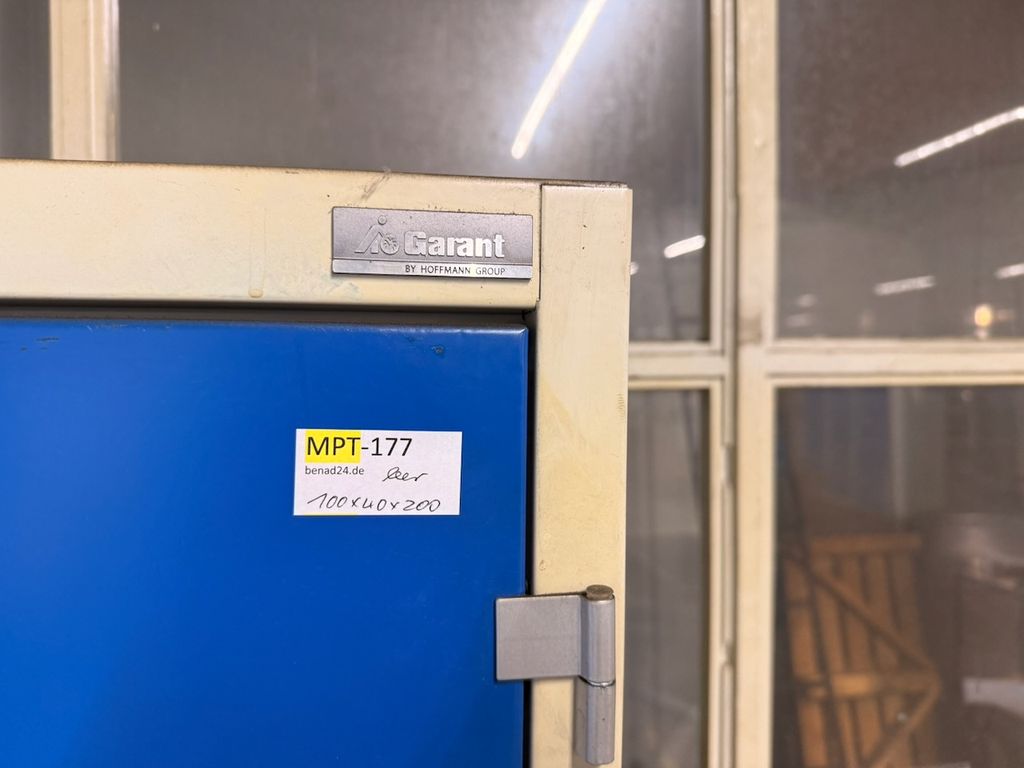 Garant
BY HOFFMANN GROUP
MPT-177
benad24.de leer
100x40x200